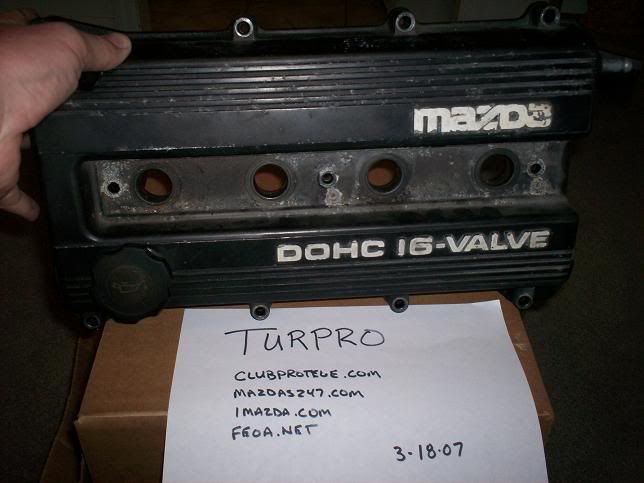 mazda
DOHC 16-VALVE
TURPRO
CLUBPROTEGE.COM
MAZDAS247.COM
1MAZDA.COM
FEOA.NET
3-18-07